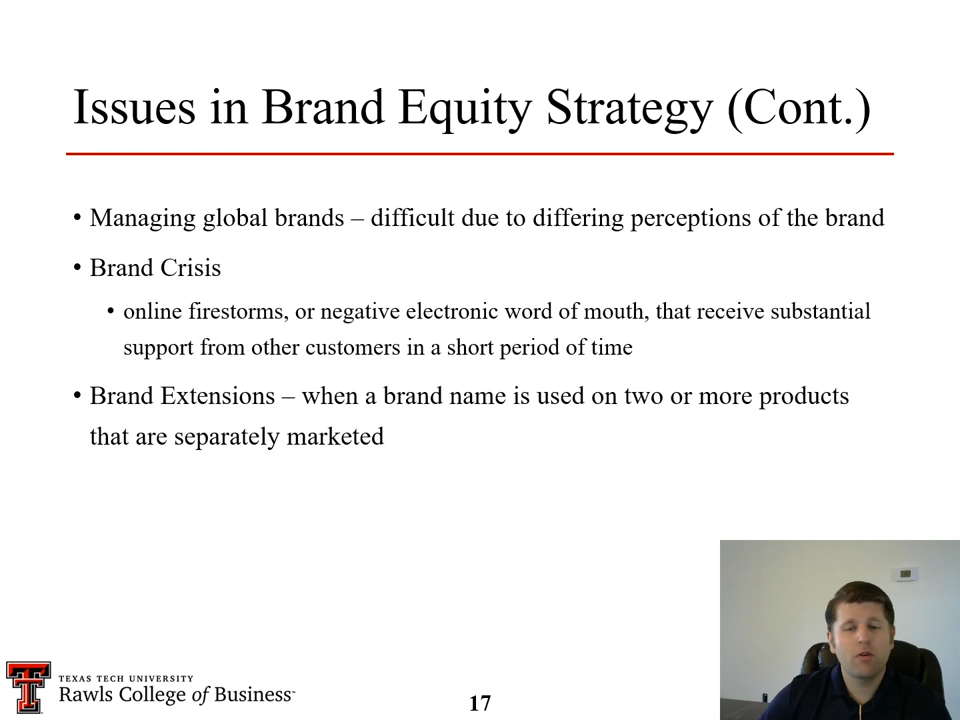 Issues in Brand Equity Strategy (Cont.)
• Managing global brands – difficult due to differing perceptions of the brand
• Brand Crisis
• online firestorms, or negative electronic word of mouth, that receive substantial
support from other customers in a short period of time
• Brand Extensions – when a brand name is used on two or more products
that are separately marketed
TEXAS TECH UNIVERSITY
Rawls College of Business™
17